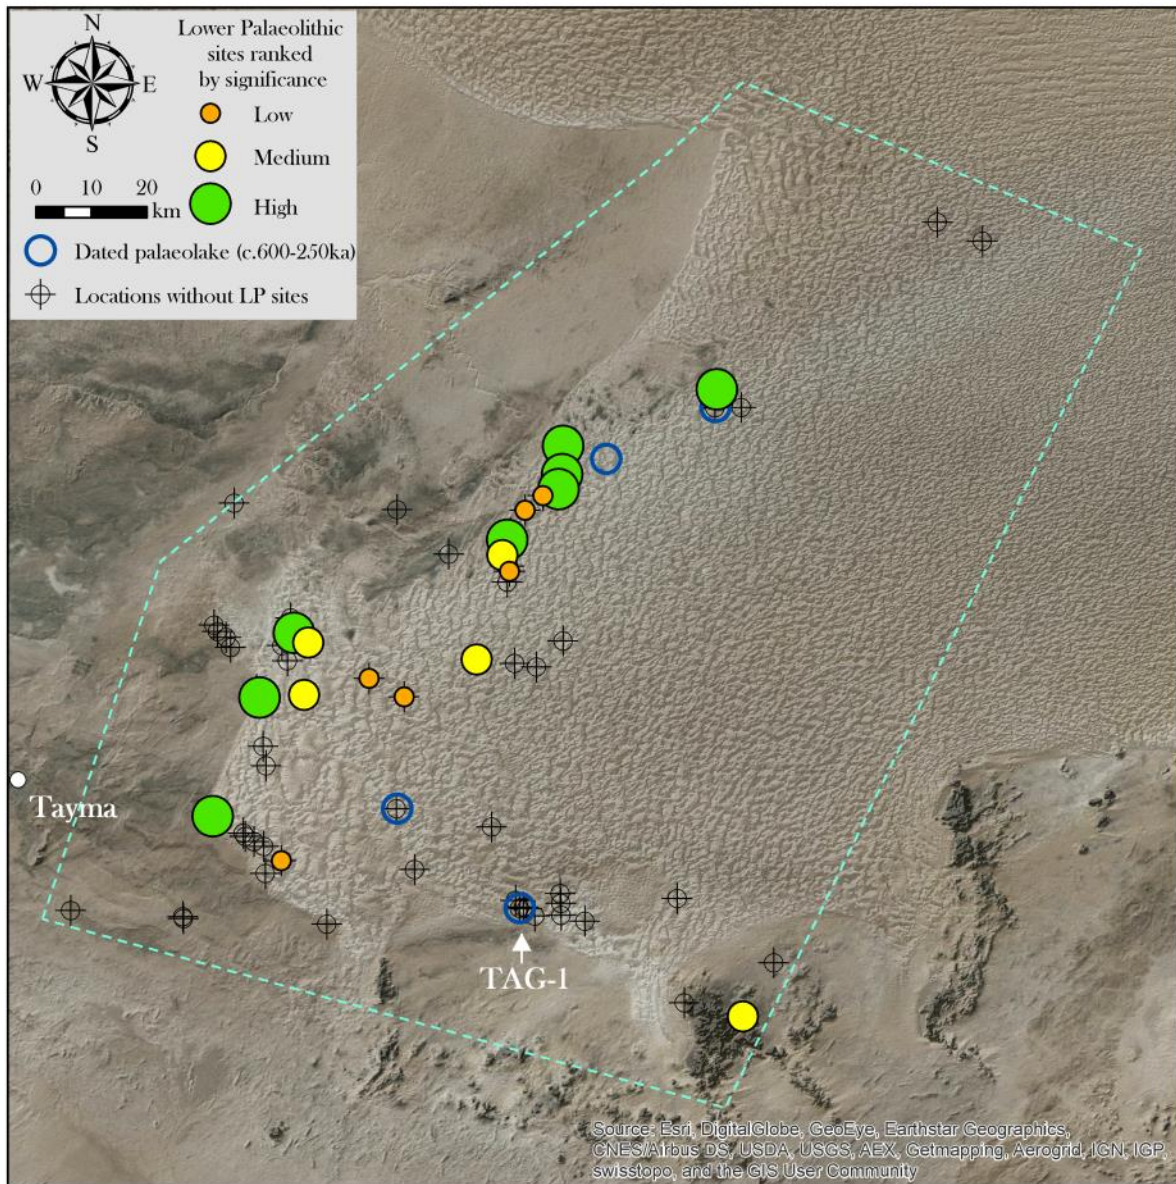 N
W
E
S
0 10 20
km
Lower Palaeolithic
sites ranked
by significance
Low
Medium
High
Dated palaeolake (c.600-250ka)
Locations without LP sites
Tayma
TAG-1
Source: Esri, DigitalGlobe, GeoEye, Earthstar Geographics,
CNES/Airbus DS, USDA, USGS, AEX, Getmapping, Aerogrid, IGN, IGP,
swisstopo, and the GIS User Community